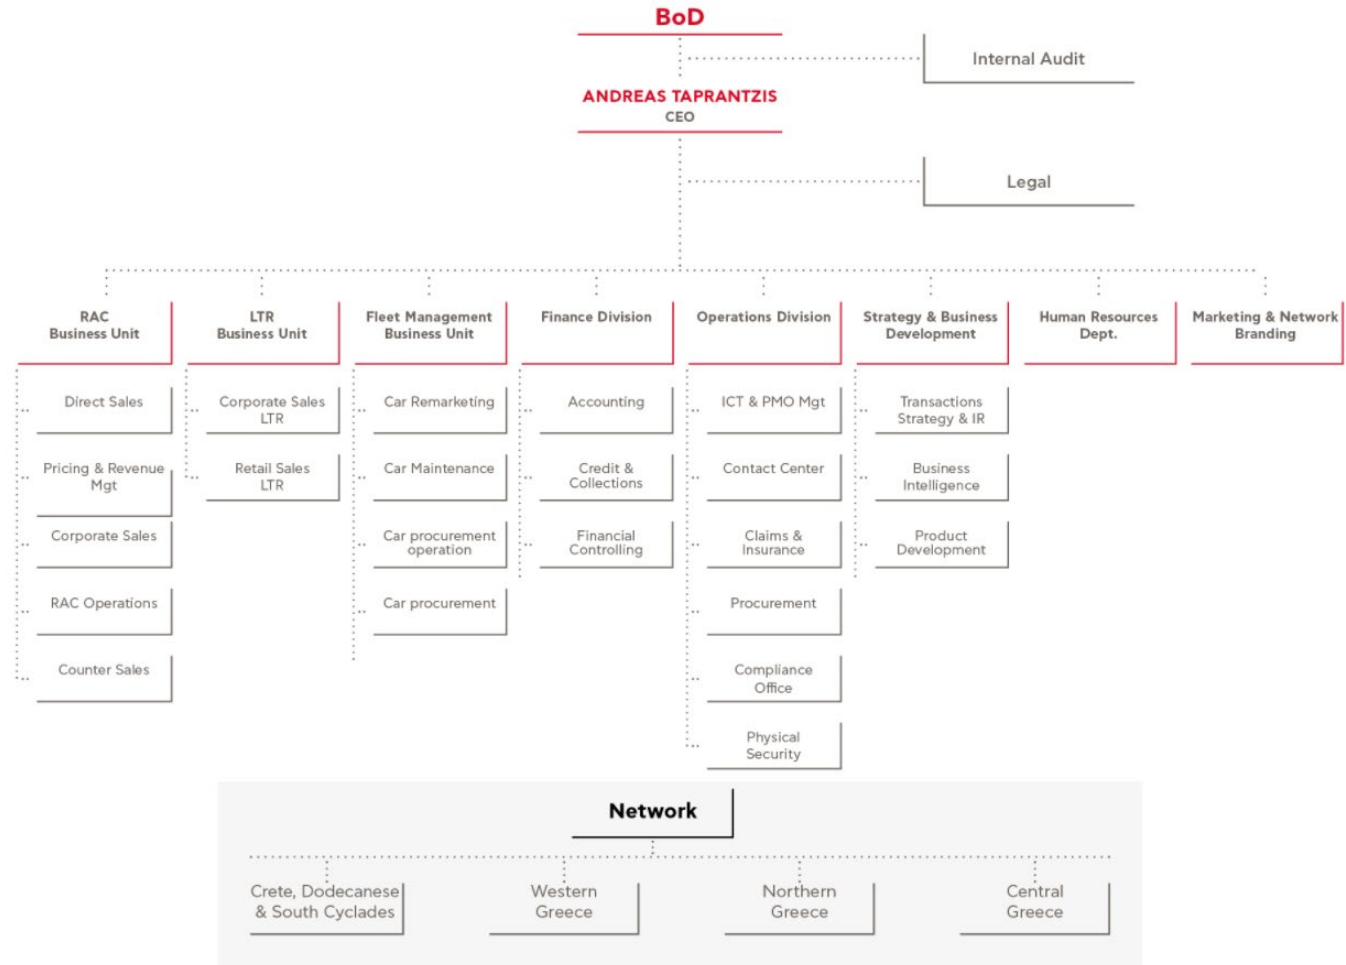 BoD
Internal Audit
ANDREAS TAPRANTZIS
CEO
Legal
RAC
Business Unit
LTR
Business Unit
Fleet Management
Business Unit
Finance Division
Operations Division
Strategy & Business
Development
Human Resources
Dept.
Marketing & Network
Branding
Direct Sales
Pricing & Revenue
Mgt
Corporate Sales
RAC Operations
Counter Sales
Corporate Sales
LTR
Retail Sales
LTR
Car Remarketing
Car Maintenance
Car procurement
operation
Car procurement
Accounting
Credit &
Collections
Financial
Controlling
ICT & PMO Mgt
Contact Center
Claims &
Insurance
Procurement
Compliance
Office
Physical
Security
Transactions
Strategy & IR
Business
Intelligence
Product
Development
Network
Crete, Dodecanese
& South Cyclades
Western
Greece
Northern
Greece
Central
Greece